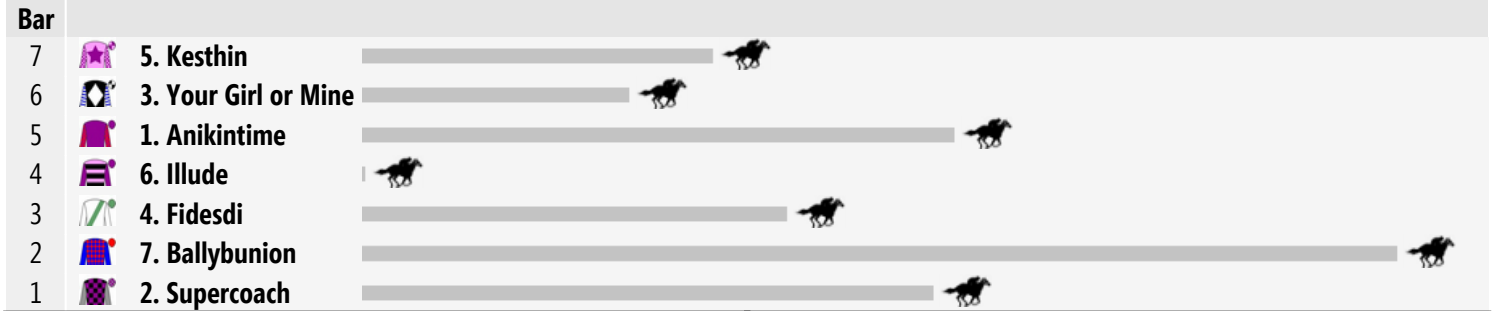 Bar
7 5. Kesthin
6 3. Your Girl or Mine
5 1. Anikintime
4 6. Illude
3 4. Fidesdi
2 7. Ballybunion
1 2. Supercoach